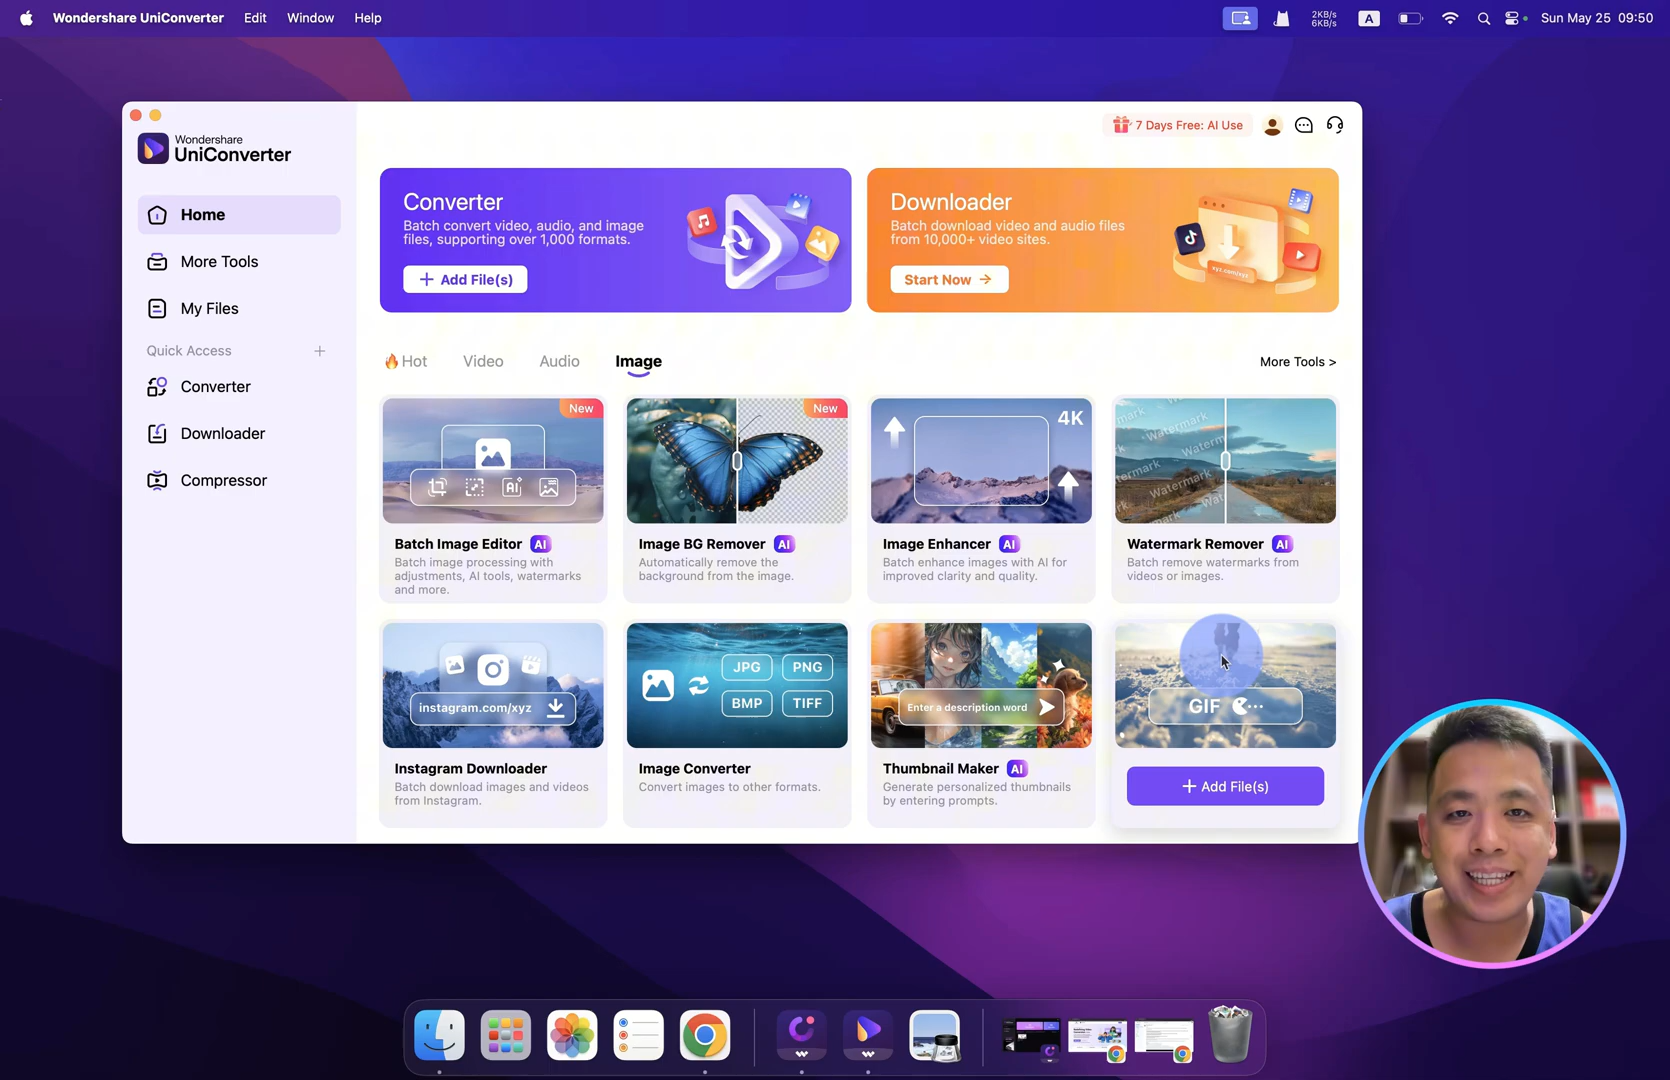 Wondershare UniConverter Edit Window Help
2KB/s
6KB/s
A
Sun May 25 09:50
Wondershare
UniConverter
7 Days Free: AI Use
Home
More Tools
My Files
Quick Access
Converter
Downloader
Compressor
Converter
Batch convert video, audio, and image
files, supporting over 1,000 formats.
+ Add File(s)
Downloader
Batch download video and audio files
from 10,000+ video sites.
Start Now →
xyz.com/xyz
Hot Video Audio Image
More Tools >
New
AI
Batch Image Editor AI
Batch image processing with
adjustments, AI tools, watermarks
and more.
New
Image BG Remover AI
Automatically remove the
background from the image.
4K
Image Enhancer AI
Batch enhance images with AI for
improved clarity and quality.
Watermark
Watermark
Watermark Remover AI
Batch remove watermarks from
videos or images.
instagram.com/xyz
Instagram Downloader
Batch download images and videos
from Instagram.
JPG PNG
BMP TIFF
Image Converter
Convert images to other formats.
Enter a description word
Thumbnail Maker AI
Generate personalized thumbnails
by entering prompts.
GIF
+ Add File(s)